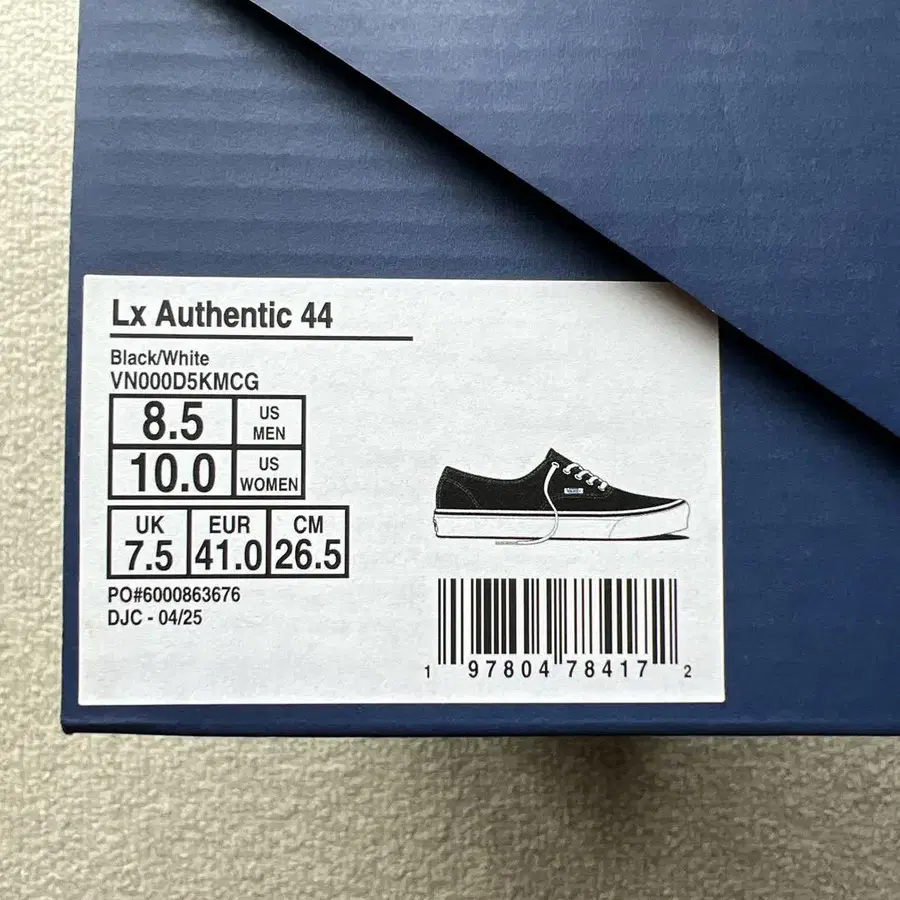 Lx Authentic 44
Black/White
VN000D5KMCG
8.5 US MEN
10.0 US WOMEN
UK EUR CM
7.5 41.0 26.5
PO#6000863676
DJC - 04/25
1 97804 78417 2